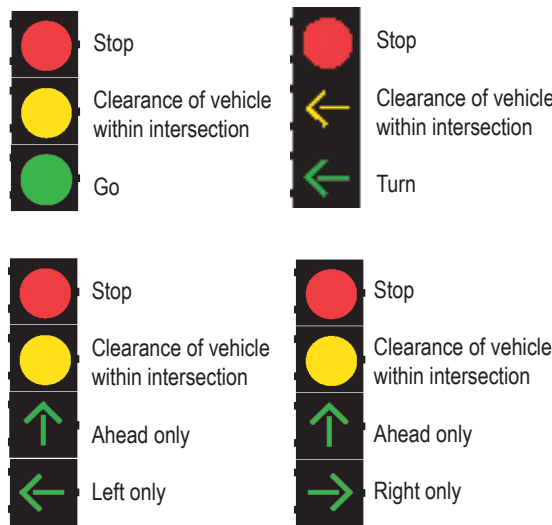 Stop
Clearance of vehicle
within intersection
Go
Stop
Clearance of vehicle
within intersection
Turn
Stop
Clearance of vehicle
within intersection
Ahead only
Left only
Stop
Clearance of vehicle
within intersection
Ahead only
Right only